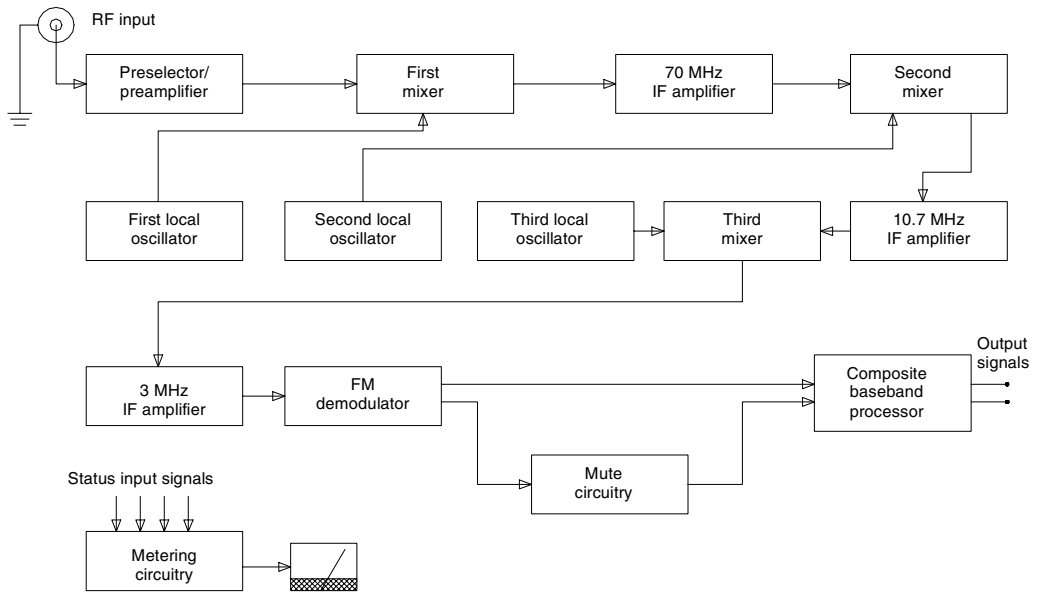 RF input
Preselector/
preamplifier
First
mixer
70 MHz
IF amplifier
Second
mixer
First local
oscillator
Second local
oscillator
Third local
oscillator
Third
mixer
10.7 MHz
IF amplifier
3 MHz
IF amplifier
FM
demodulator
Composite
baseband
processor
Output
signals
Mute
circuitry
Status input signals
Metering
circuitry